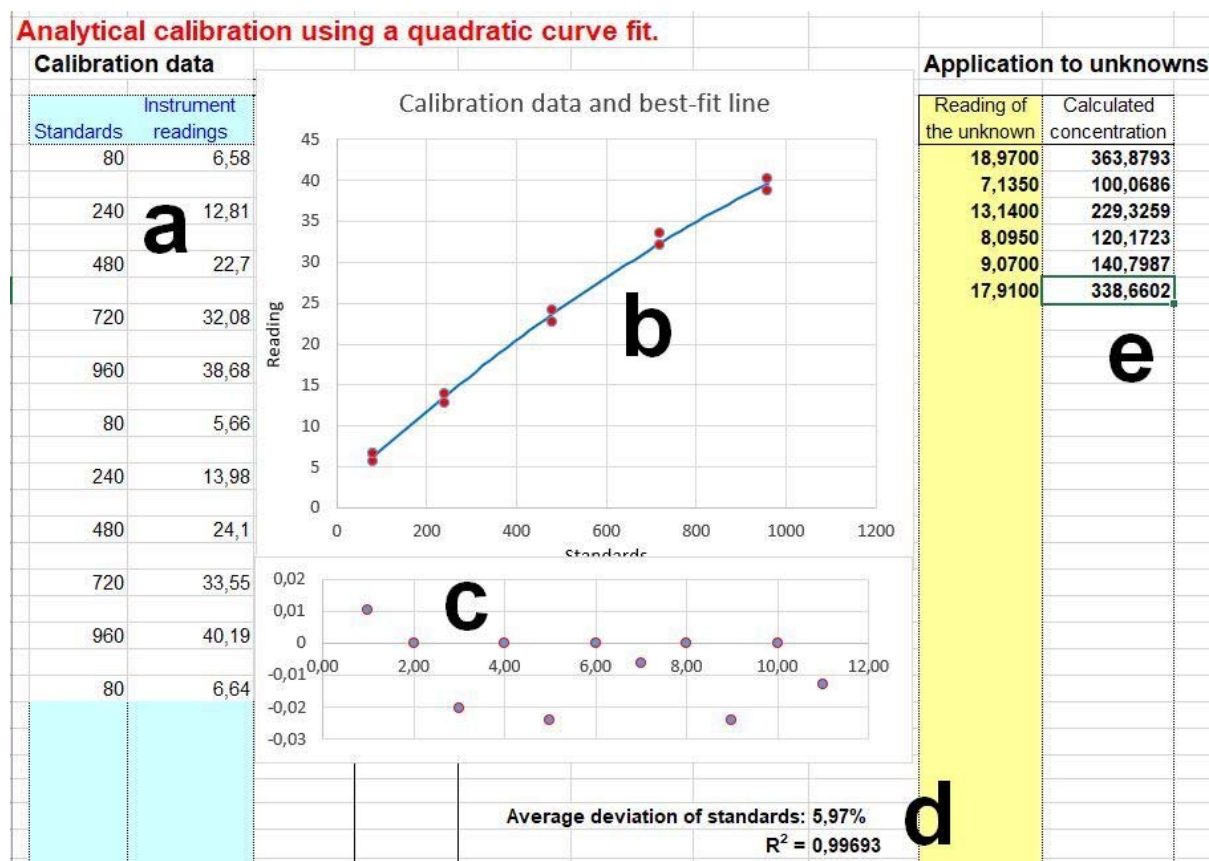 Analytical calibration using a quadratic curve fit.
Calibration data
Standards Instrument readings
80 6,58
240 12,81
480 22,7
720 32,08
960 38,68
80 5,66
240 13,98
480 24,1
720 33,55
960 40,19
80 6,64
a
Calibration data and best-fit line
45
40
35
30
25
20
15
10
5
0
Reading
0 200 400 600 800 1000 1200
Standards
b
0,02
0,01
0
-0,01
-0,02
-0,03
0,00 2,00 4,00 6,00 8,00 10,00 12,00
c
Average deviation of standards: 5,97%
R² = 0,99693
d
Application to unknowns
Reading of the unknown Calculated concentration
18,9700 363,8793
7,1350 100,0686
13,1400 229,3259
8,0950 120,1723
9,0700 140,7987
17,9100 338,6602
e